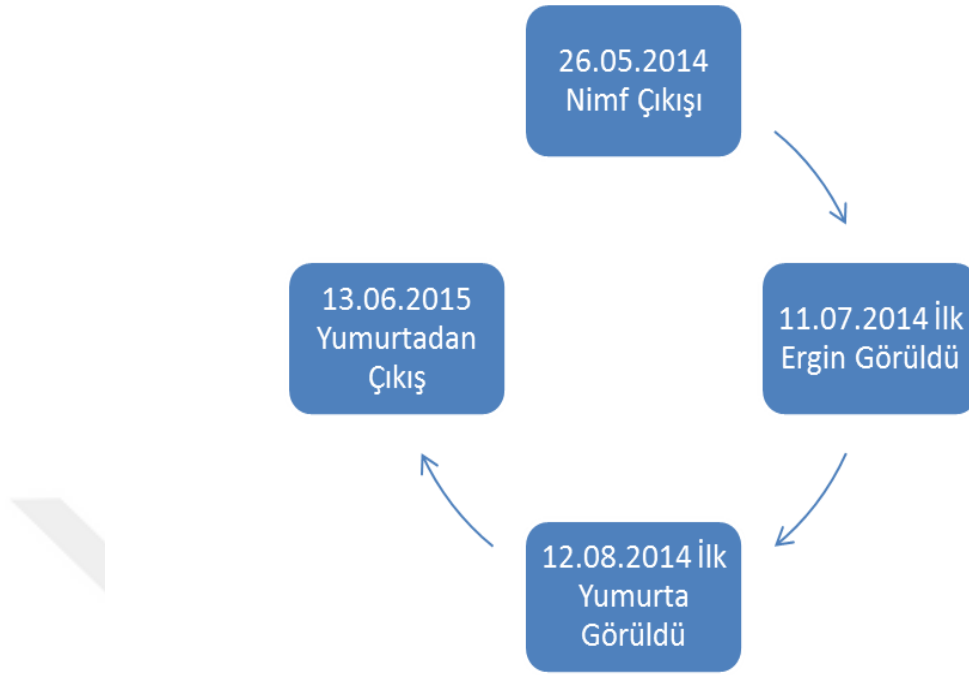 26.05.2014
Nimf Çıkışı
11.07.2014 İlk
Ergin Görüldü
12.08.2014 İlk
Yumurta
Görüldü
13.06.2015
Yumurtadan
Çıkış